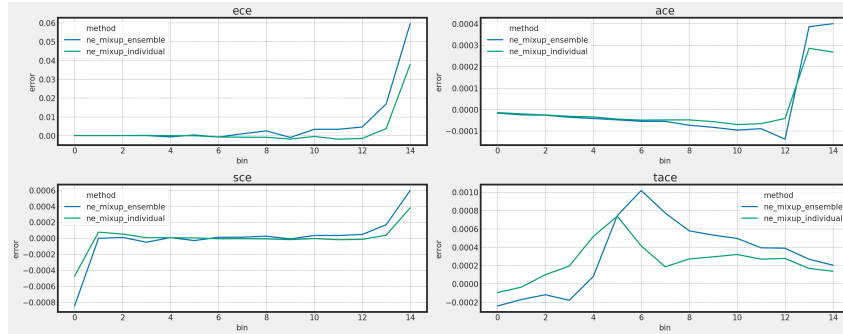 ece
0.06
0.05
0.04
0.03
0.02
0.01
0.00
error
method
ne_mixup_ensemble
ne_mixup_individual
0 2 4 6 8 10 12 14
bin
ace
0.0004
0.0003
0.0002
0.0001
0.0000
−0.0001
error
method
ne_mixup_ensemble
ne_mixup_individual
0 2 4 6 8 10 12 14
bin
sce
0.0006
0.0004
0.0002
0.0000
−0.0002
−0.0004
−0.0006
−0.0008
error
method
ne_mixup_ensemble
ne_mixup_individual
0 2 4 6 8 10 12 14
bin
tace
0.0010
0.0008
0.0006
0.0004
0.0002
0.0000
−0.0002
error
method
ne_mixup_ensemble
ne_mixup_individual
0 2 4 6 8 10 12 14
bin